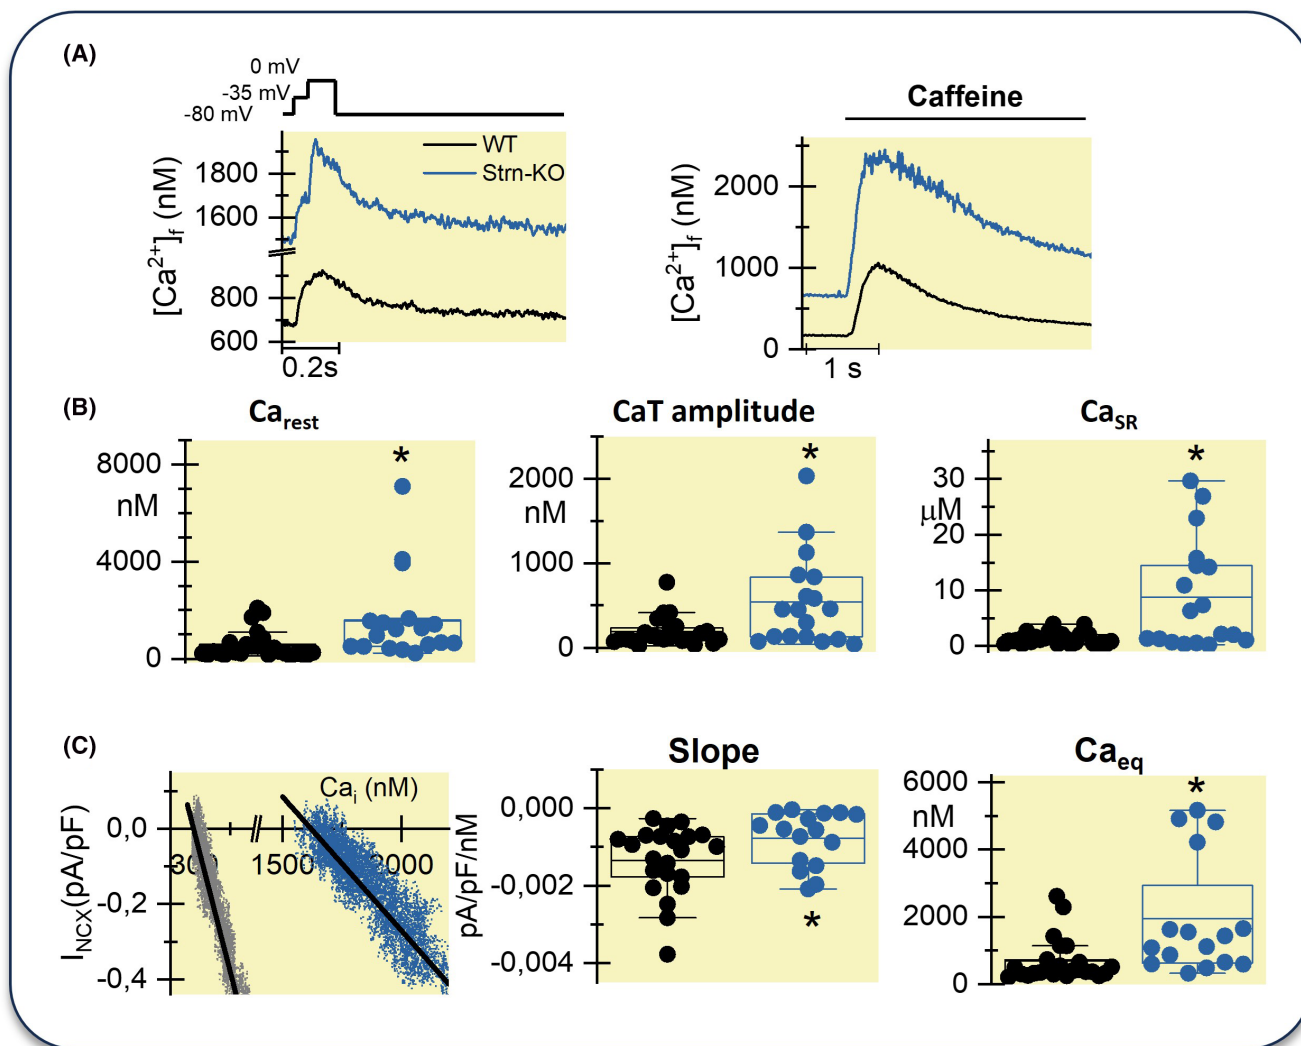 (A)
0 mV
-35 mV
-80 mV
WT
Strn-KO
[Ca2+]f (nM)
1800
1600
800
600
0.2s
Caffeine
[Ca2+]f (nM)
2000
1000
0
1 s
(B)
Carest
8000
nM
4000
0
*
CaT amplitude
2000
nM
1000
0
*
CaSR
30
μM
20
10
0
*
(C)
INCX(pA/pF)
Cai (nM)
0,0
-0,2
-0,4
1500
2000
Slope
pA/pF/nM
0,000
-0,002
-0,004
*
Caeq
6000
nM
4000
2000
0
*